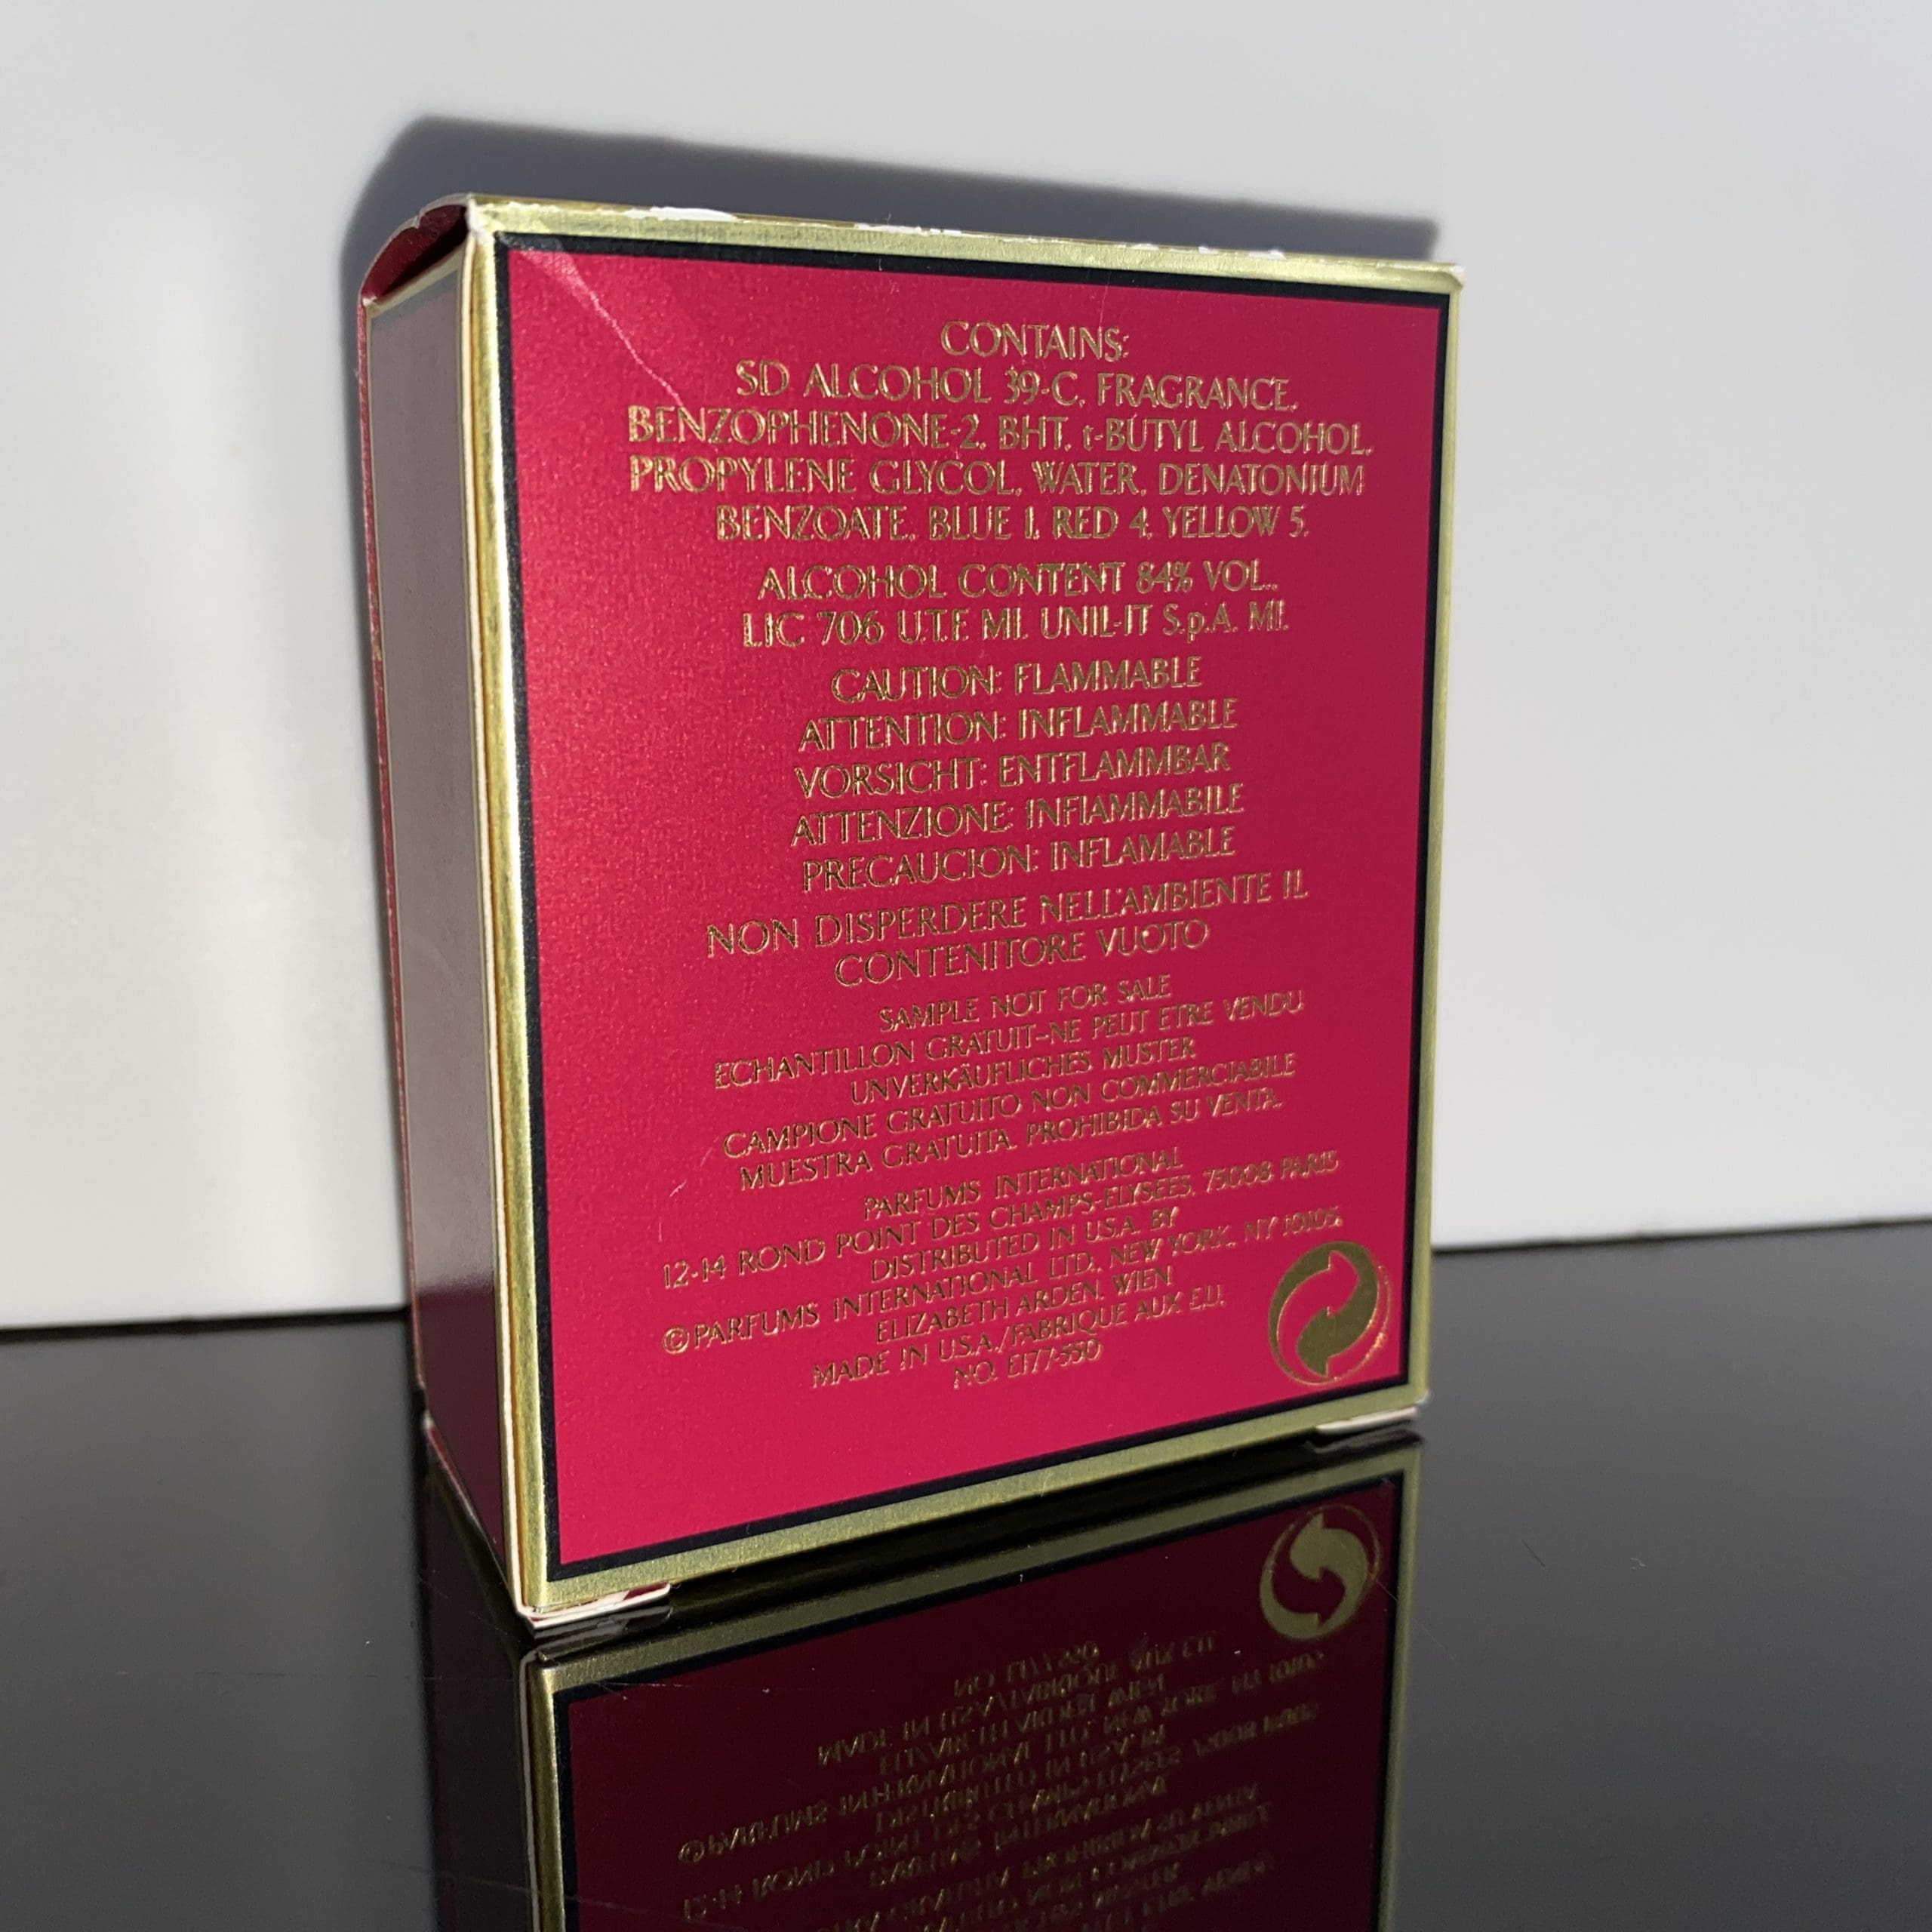 CONTAINS:
SD ALCOHOL 39-C, FRAGRANCE,
BENZOPHENONE-2, BHT, t-BUTYL ALCOHOL,
PROPYLENE GLYCOL, WATER, DENATONIUM
BENZOATE, BLUE 1, RED 4, YELLOW 5.
ALCOHOL CONTENT 84% VOL.,
LIC 706 U.T.F. MI. UNIL-IT S.p.A. MI.
CAUTION: FLAMMABLE
ATTENTION: INFLAMMABLE
VORSICHT: ENTFLAMMBAR
ATTENZIONE: INFIAMMABILE
PRECAUCION: INFLAMABLE
NON DISPERDERE NELL'AMBIENTE IL
CONTENITORE VUOTO
SAMPLE NOT FOR SALE
ECHANTILLON GRATUIT-NE PEUT ETRE VENDU
UNVERKÄUFLICHES MUSTER
CAMPIONE GRATUITO NON COMMERCIABILE
MUESTRA GRATUITA. PROHIBIDA SU VENTA.
PARFUMS INTERNATIONAL
12-14 ROND POINT DES CHAMPS-ELYSEES, 75008 PARIS
DISTRIBUTED IN U.S.A. BY
©PARFUMS INTERNATIONAL LTD., NEW YORK, NY 10105
ELIZABETH ARDEN, WIEN
MADE IN U.S.A./FABRIQUE AUX E.U.
NO. E177-550